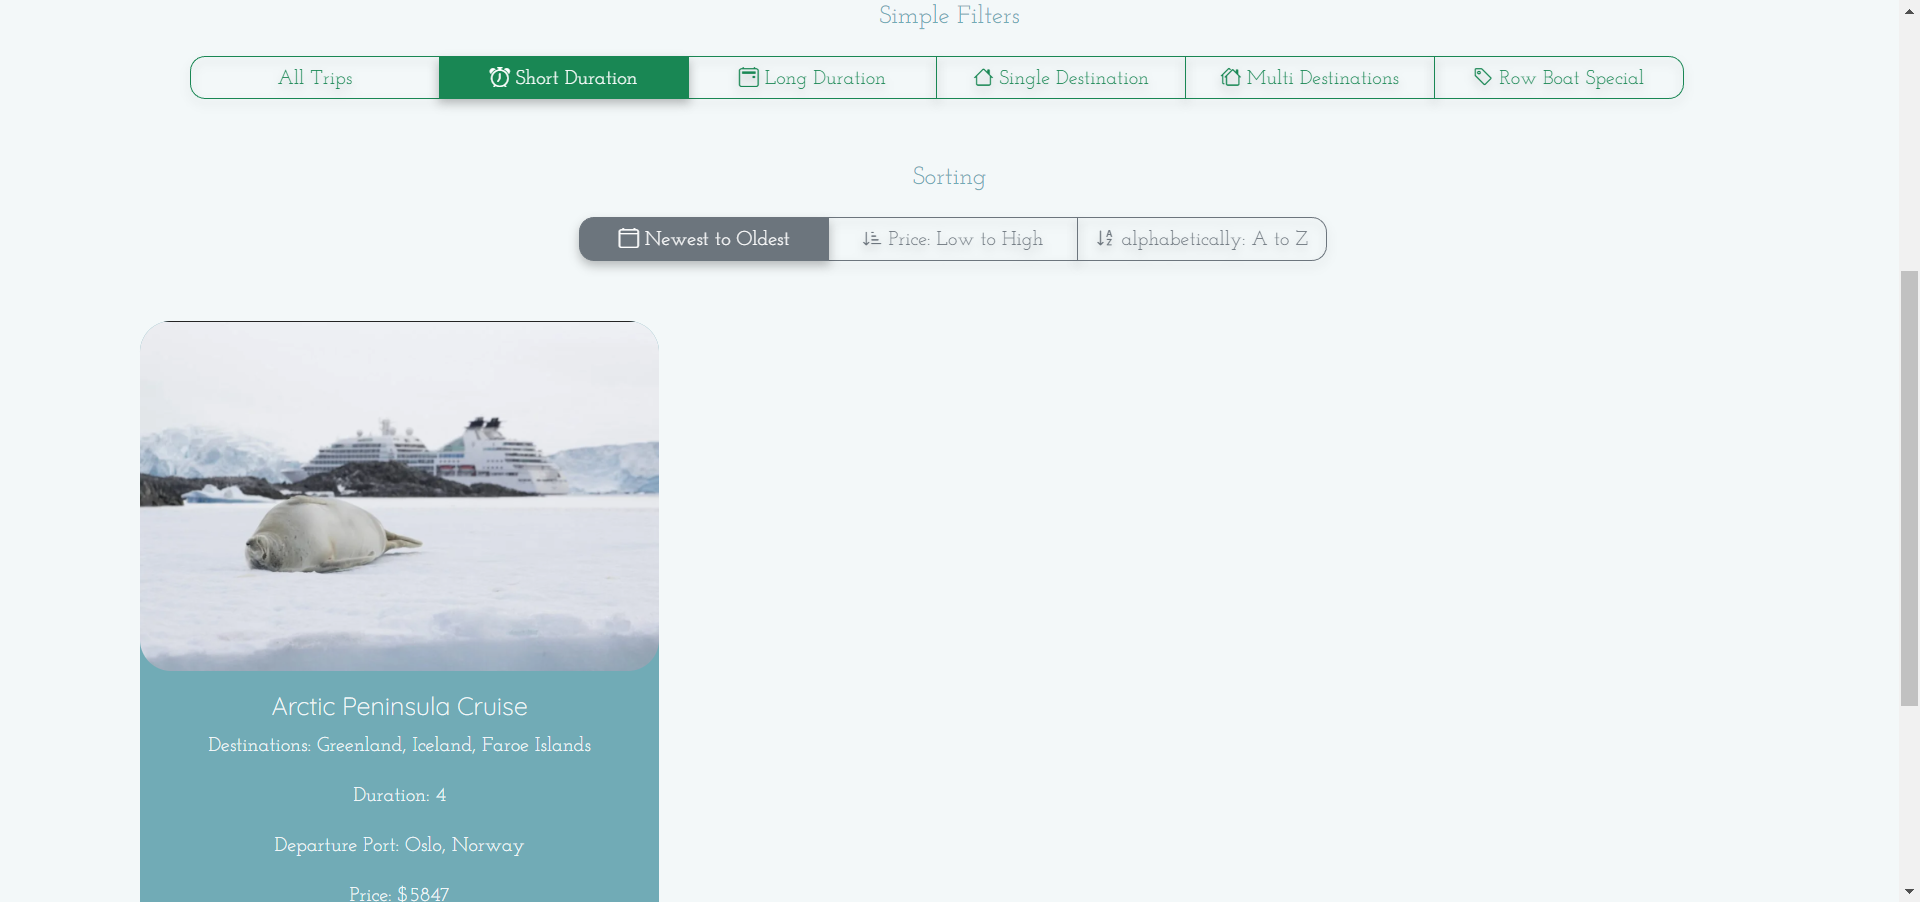 Simple Filters
All Trips
Short Duration
Long Duration
Single Destination
Multi Destinations
Row Boat Special
Sorting
Newest to Oldest
Price: Low to High
alphabetically: A to Z
Arctic Peninsula Cruise
Destinations: Greenland, Iceland, Faroe Islands
Duration: 4
Departure Port: Oslo, Norway
Price: $5847